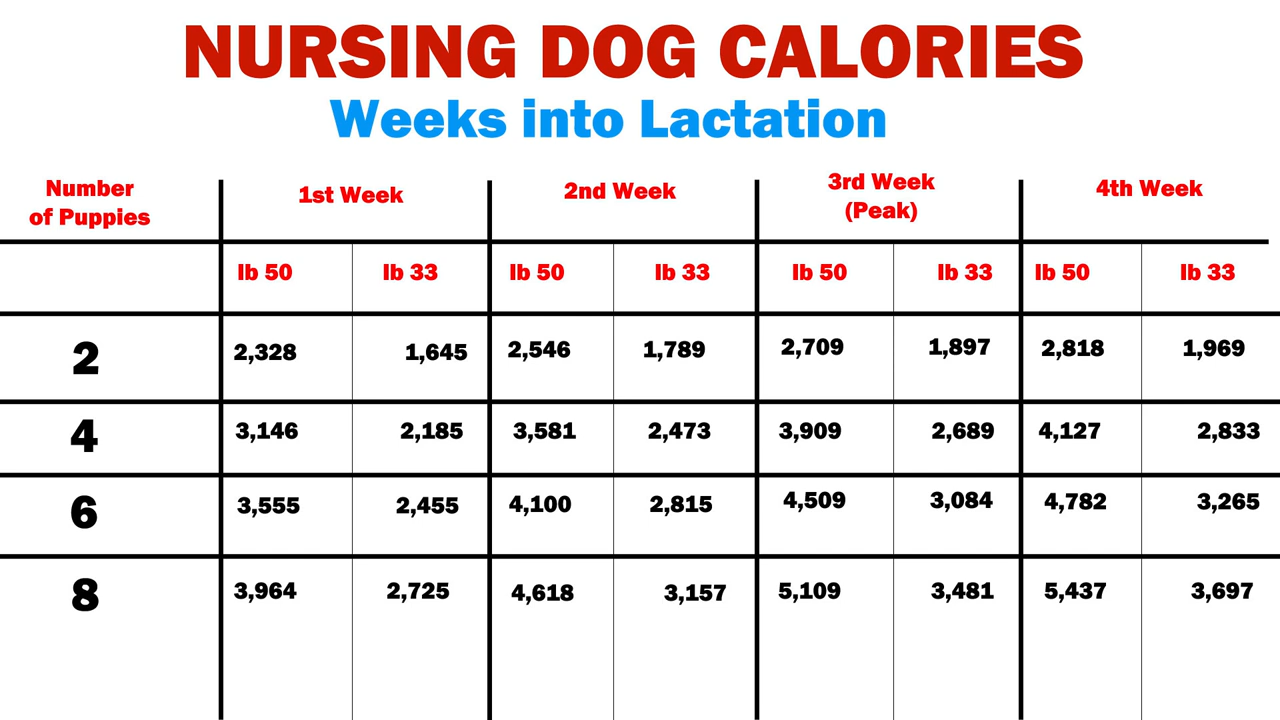 NURSING DOG CALORIES
Weeks into Lactation
Number of Puppies 1st Week 2nd Week 3rd Week (Peak) 4th Week
lb 50 lb 33 lb 50 lb 33 lb 50 lb 33 lb 50 lb 33
2 2,328 1,645 2,546 1,789 2,709 1,897 2,818 1,969
4 3,146 2,185 3,581 2,473 3,909 2,689 4,127 2,833
6 3,555 2,455 4,100 2,815 4,509 3,084 4,782 3,265
8 3,964 2,725 4,618 3,157 5,109 3,481 5,437 3,697